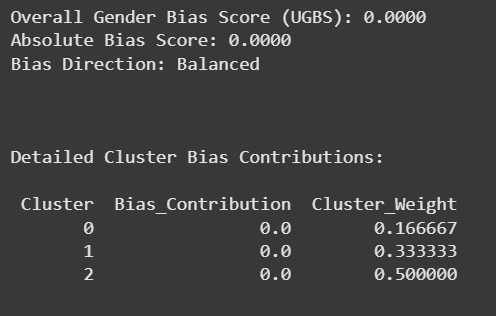 Overall Gender Bias Score (UGBS): 0.0000
Absolute Bias Score: 0.0000
Bias Direction: Balanced
Detailed Cluster Bias Contributions:
Cluster Bias_Contribution Cluster_Weight
0 0.0 0.166667
1 0.0 0.333333
2 0.0 0.500000